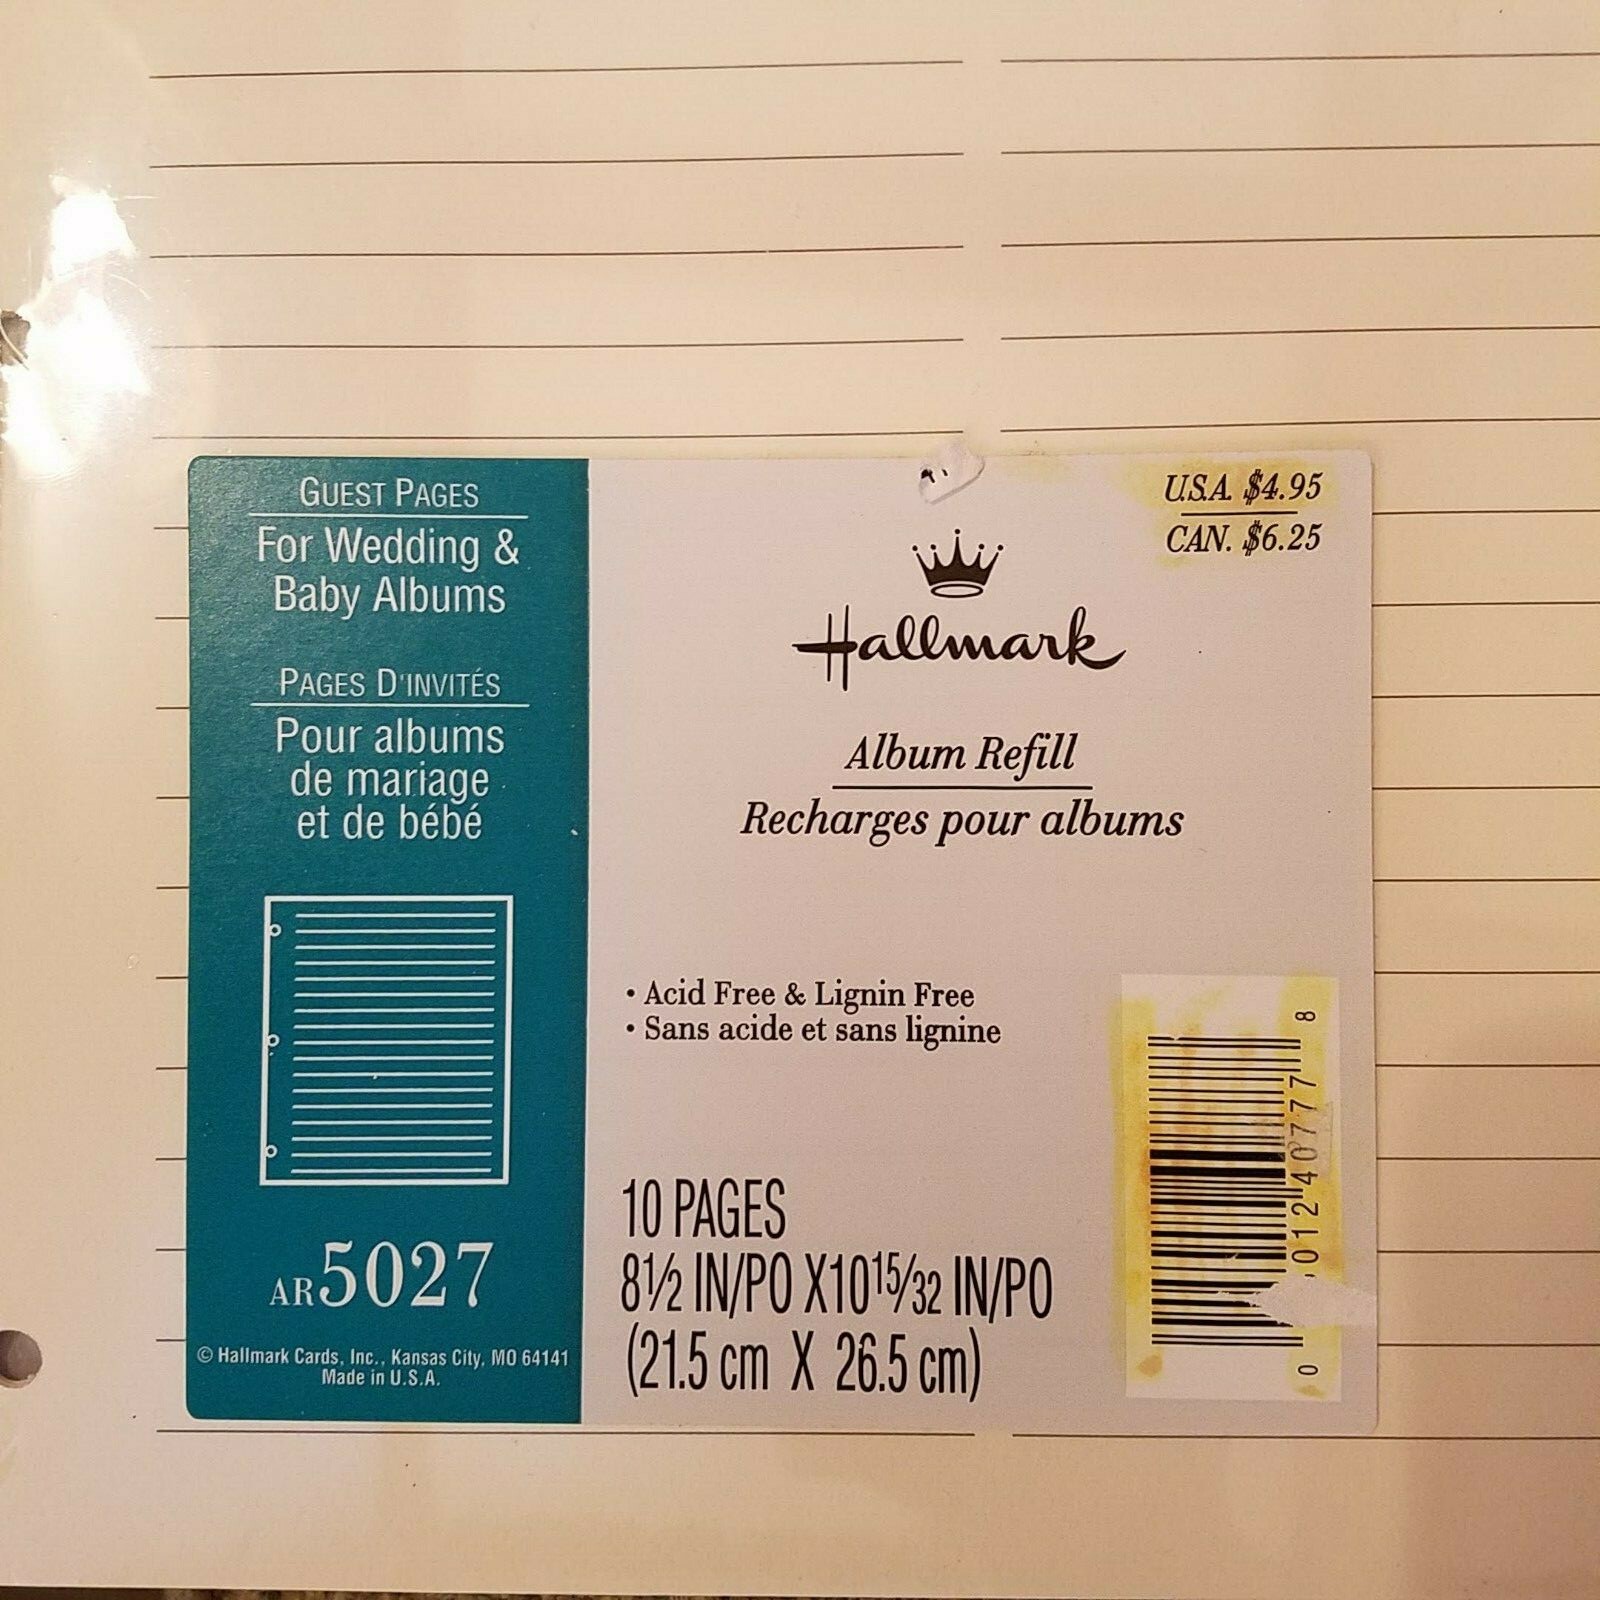 GUEST PAGES
For Wedding &
Baby Albums
PAGES D'INVITÉS
Pour albums
de mariage
et de bébé
AR5027
© Hallmark Cards, Inc., Kansas City, MO 64141
Made in U.S.A.
U.S.A. $4.95
CAN. $6.25
Hallmark
Album Refill
Recharges pour albums
• Acid Free & Lignin Free
• Sans acide et sans lignine
10 PAGES
8½ IN/PO X10 15/32 IN/PO
(21.5 cm X 26.5 cm)
0 01240777 8